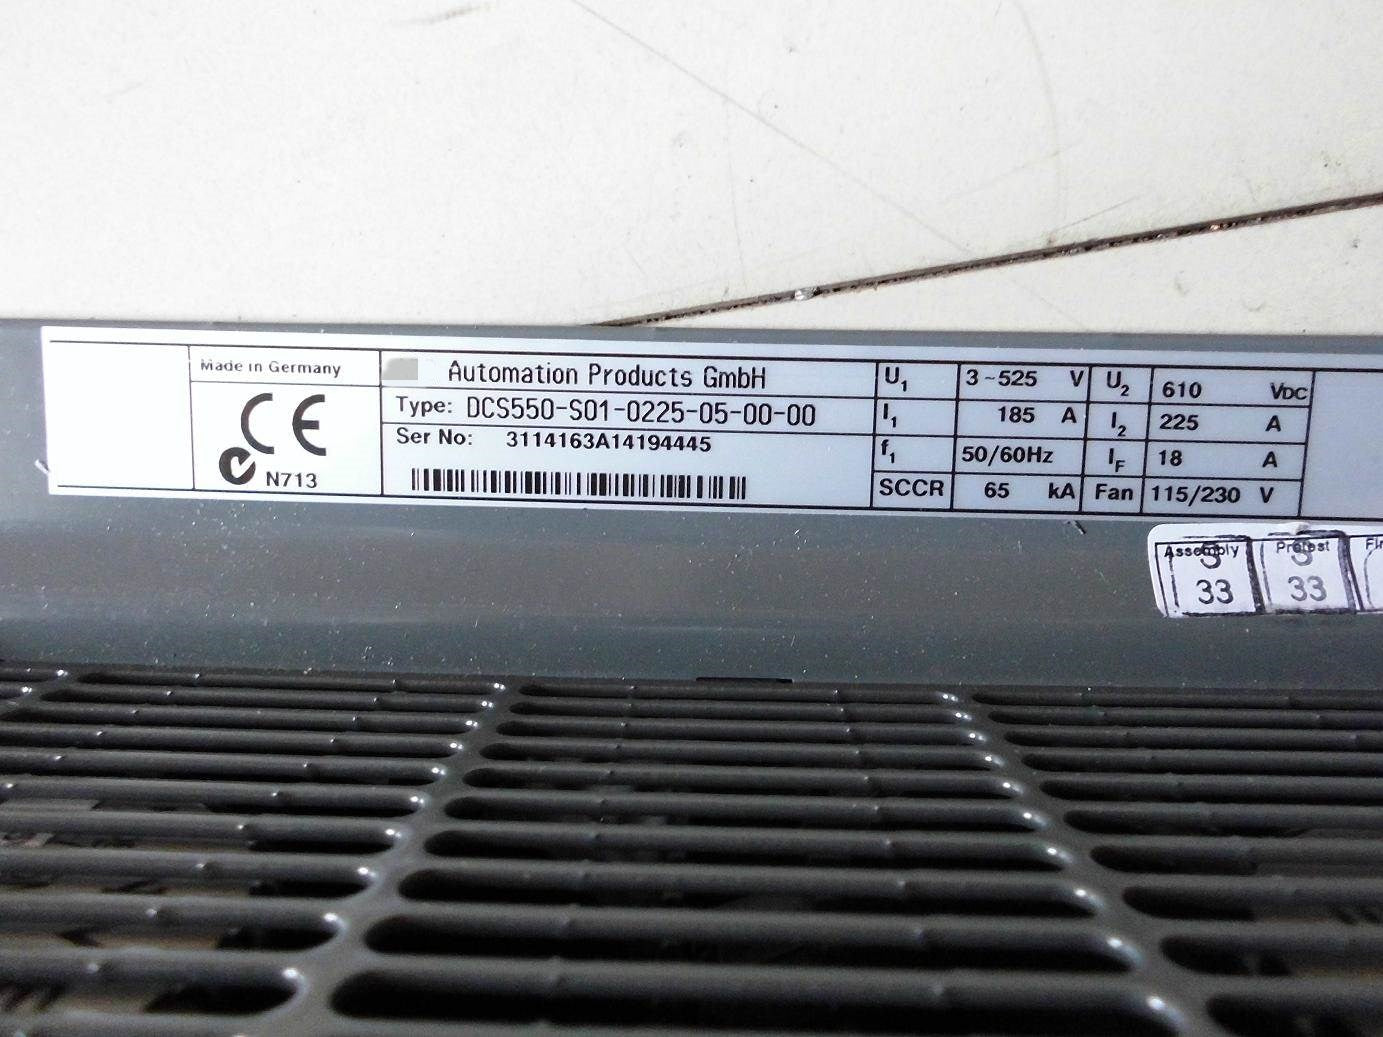 Made in Germany
CE
N713
Automation Products GmbH
Type: DCS550-S01-0225-05-00-00
Ser No: 3114163A14194445
U1 3~525 V U2 610 VDC
I1 185 A I2 225 A
f1 50/60Hz IF 18 A
SCCR 65 kA Fan 115/230 V
Assembly Pretest
33 33